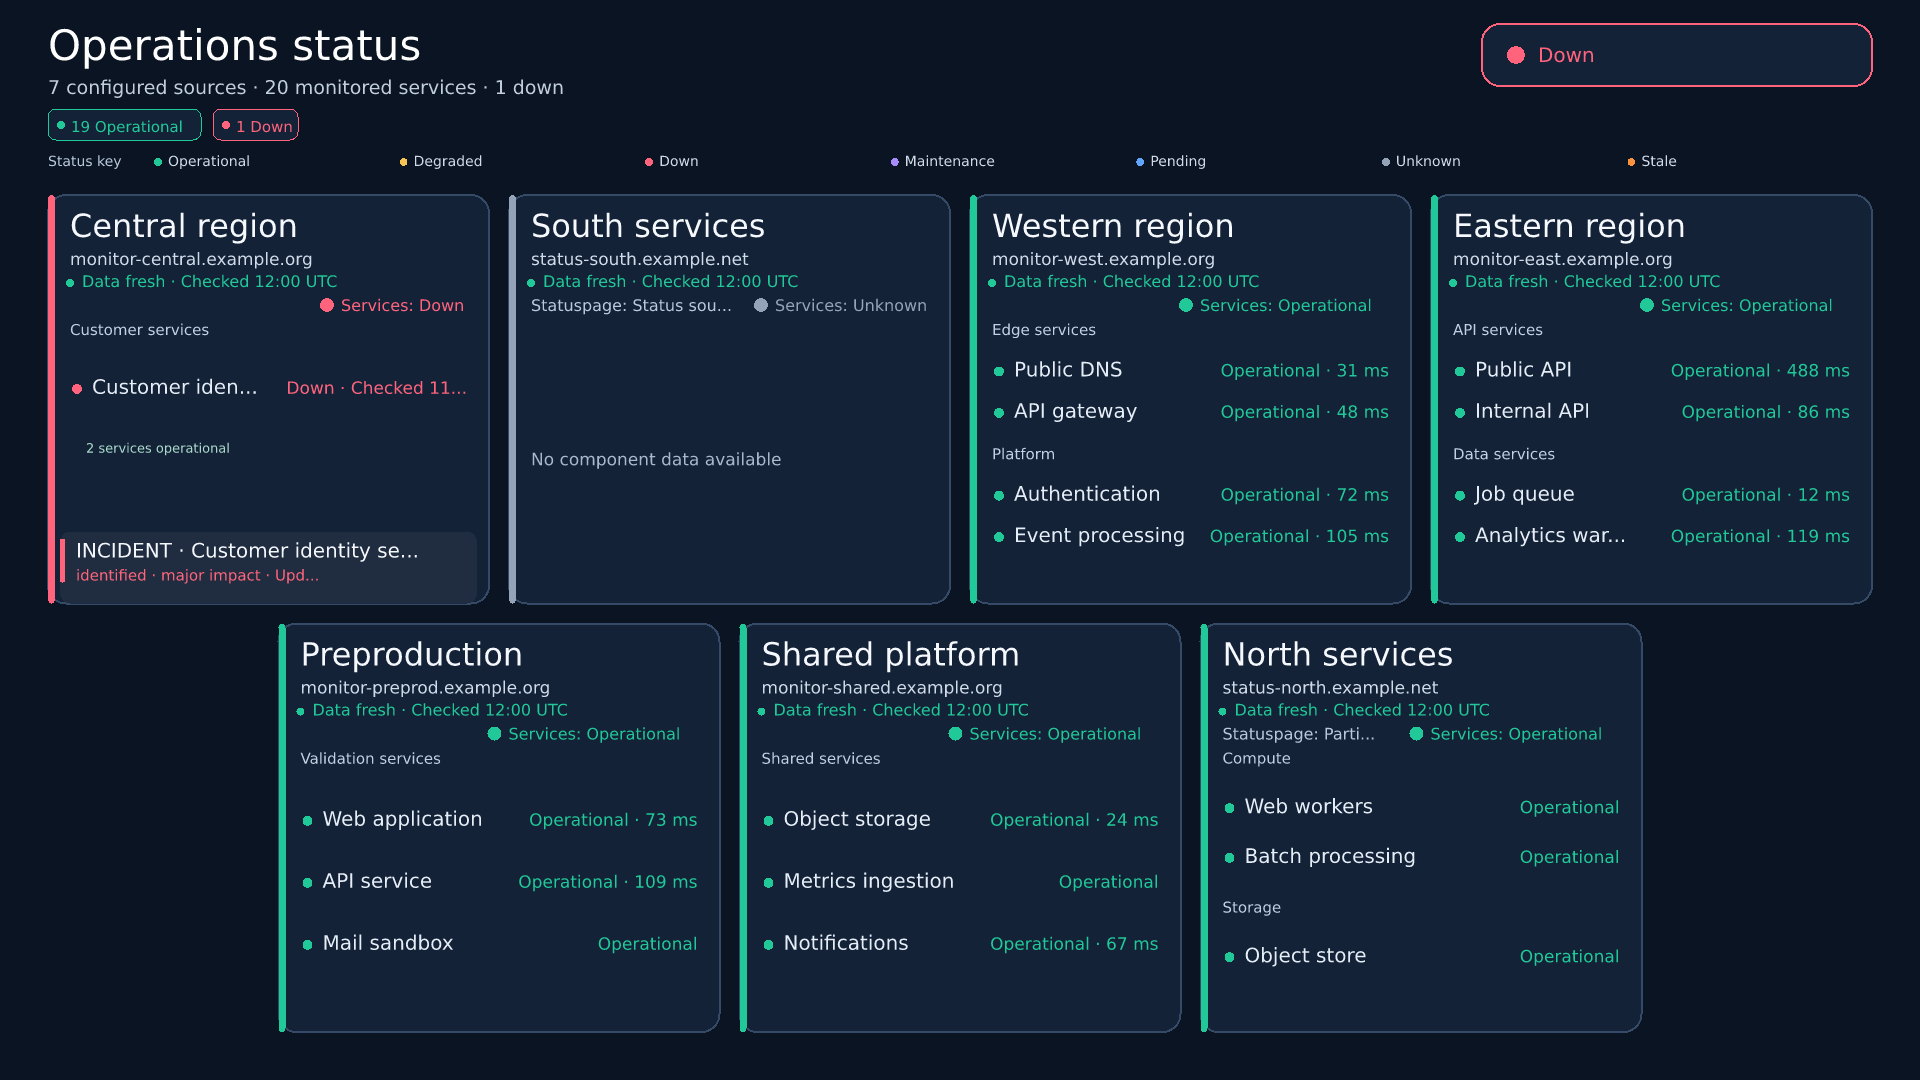 Operations status
7 configured sources · 20 monitored services · 1 down
Down
19 Operational
1 Down
Status key
Operational
Degraded
Down
Maintenance
Pending
Unknown
Stale
Central region
monitor-central.example.org
Data fresh · Checked 12:00 UTC
Services: Down
Customer services
Customer iden... Down · Checked 11...
2 services operational
INCIDENT · Customer identity se...
identified · major impact · Upd...
South services
status-south.example.net
Data fresh · Checked 12:00 UTC
Statuspage: Status sou... Services: Unknown
No component data available
Western region
monitor-west.example.org
Data fresh · Checked 12:00 UTC
Services: Operational
Edge services
Public DNS Operational · 31 ms
API gateway Operational · 48 ms
Platform
Authentication Operational · 72 ms
Event processing Operational · 105 ms
Eastern region
monitor-east.example.org
Data fresh · Checked 12:00 UTC
Services: Operational
API services
Public API Operational · 488 ms
Internal API Operational · 86 ms
Data services
Job queue Operational · 12 ms
Analytics war... Operational · 119 ms
Preproduction
monitor-preprod.example.org
Data fresh · Checked 12:00 UTC
Services: Operational
Validation services
Web application Operational · 73 ms
API service Operational · 109 ms
Mail sandbox Operational
Shared platform
monitor-shared.example.org
Data fresh · Checked 12:00 UTC
Services: Operational
Shared services
Object storage Operational · 24 ms
Metrics ingestion Operational
Notifications Operational · 67 ms
North services
status-north.example.net
Data fresh · Checked 12:00 UTC
Statuspage: Parti... Services: Operational
Compute
Web workers Operational
Batch processing Operational
Storage
Object store Operational